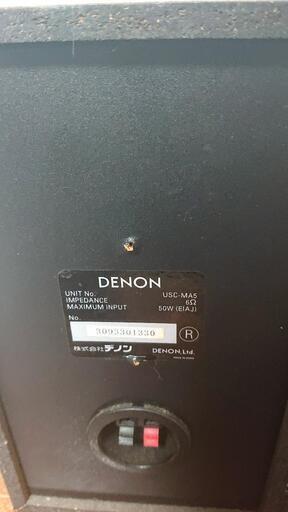 DENON
UNIT No. USC-MA5
IMPEDANCE 6Ω
MAXIMUM INPUT 50W (EIAJ)
No. 3095301330 R
株式会社デノン DENON, Ltd.